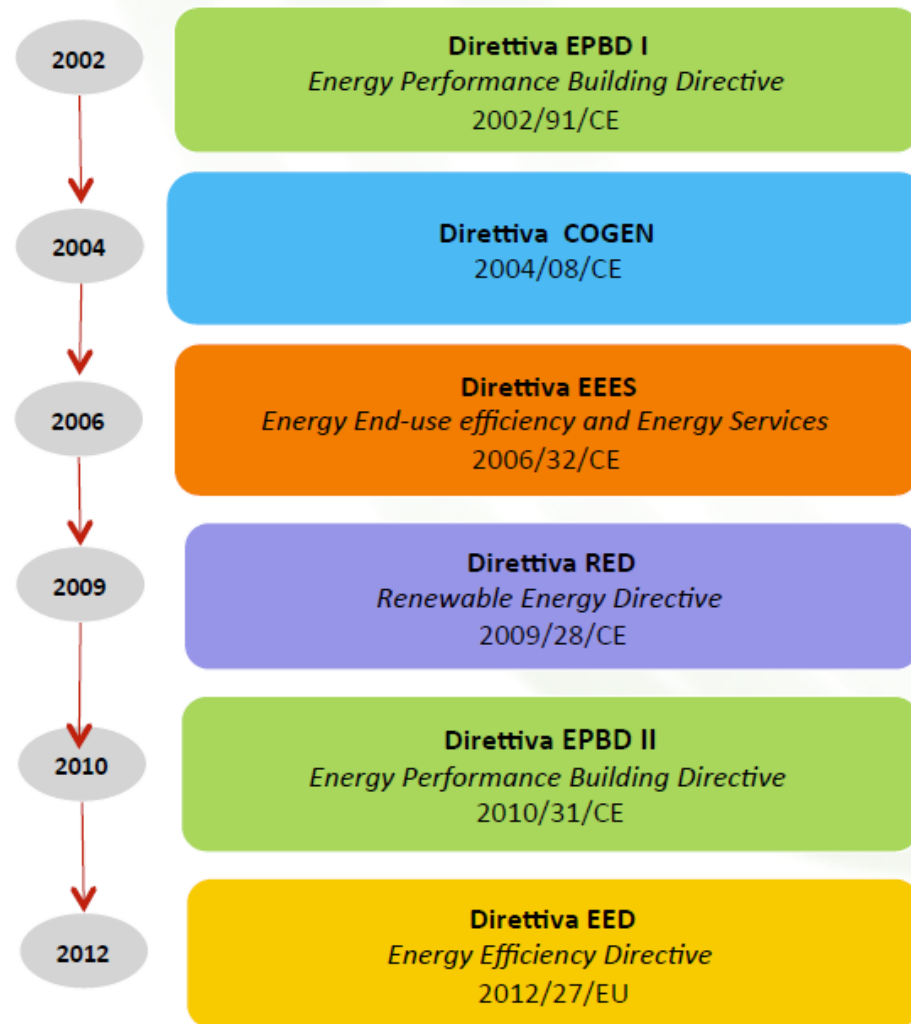 2002
Direttiva EPBD I
Energy Performance Building Directive
2002/91/CE
2004
Direttiva COGEN
2004/08/CE
2006
Direttiva EEES
Energy End-use efficiency and Energy Services
2006/32/CE
2009
Direttiva RED
Renewable Energy Directive
2009/28/CE
2010
Direttiva EPBD II
Energy Performance Building Directive
2010/31/CE
2012
Direttiva EED
Energy Efficiency Directive
2012/27/EU